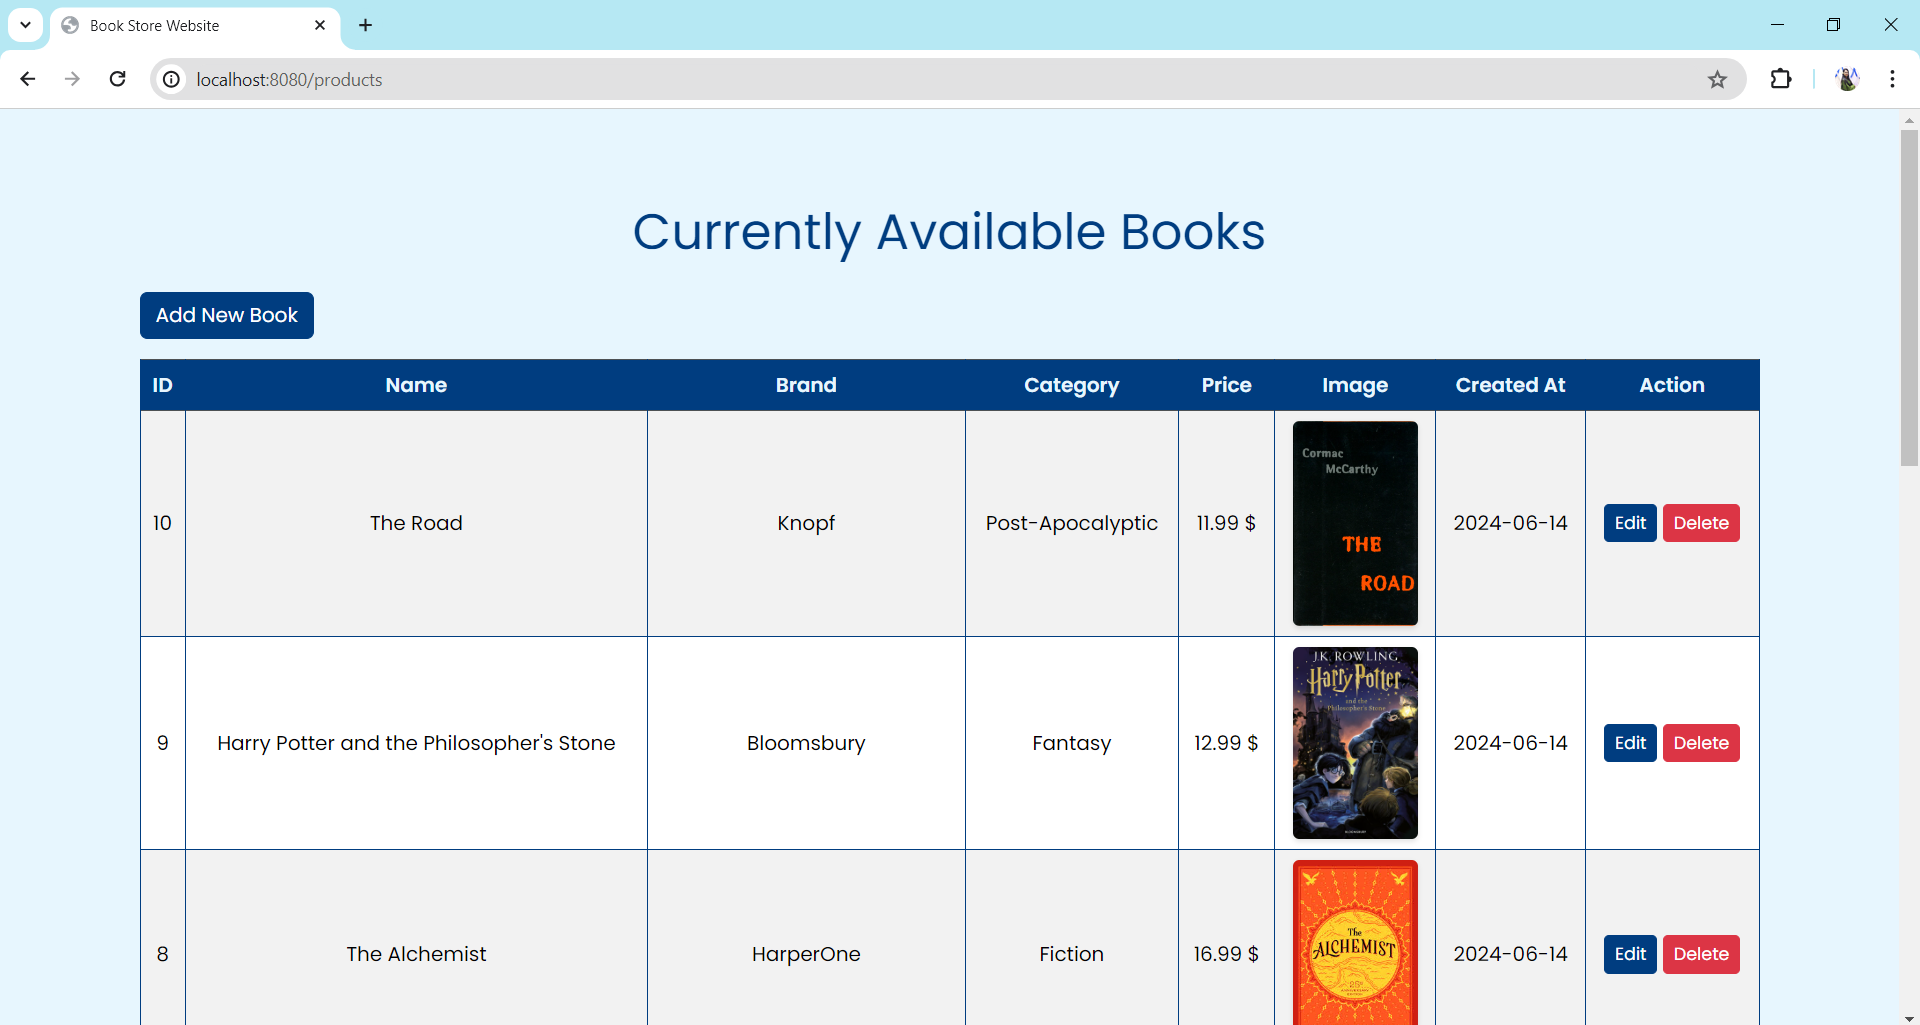 Book Store Website
localhost:8080/products
Currently Available Books
Add New Book
ID Name Brand Category Price Image Created At Action
Cormac
McCarthy
THE
ROAD
10 The Road Knopf Post-Apocalyptic 11.99 $ 2024-06-14 Edit Delete
J.K. ROWLING
Harry Potter
and the
Philosopher's Stone
BLOOMSBURY
9 Harry Potter and the Philosopher's Stone Bloomsbury Fantasy 12.99 $ 2024-06-14 Edit Delete
The
ALCHEMIST
25th
8 The Alchemist HarperOne Fiction 16.99 $ 2024-06-14 Edit Delete